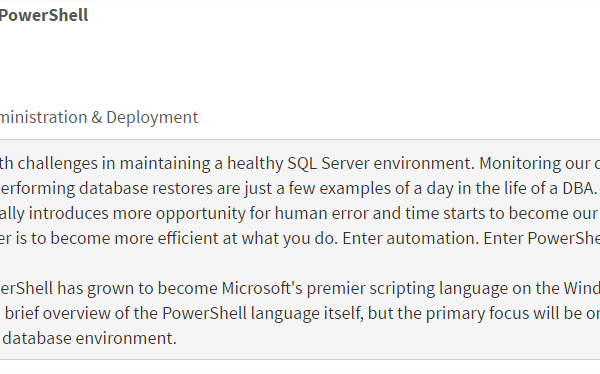 PowerShell
ministration & Deployment
th challenges in maintaining a healthy SQL Server environment. Monitoring our
erforming database restores are just a few examples of a day in the life of a DBA.
ally introduces more opportunity for human error and time starts to become our
er is to become more efficient at what you do. Enter automation. Enter PowerShe
erShell has grown to become Microsoft's premier scripting language on the Wind
brief overview of the PowerShell language itself, but the primary focus will be on
database environment.